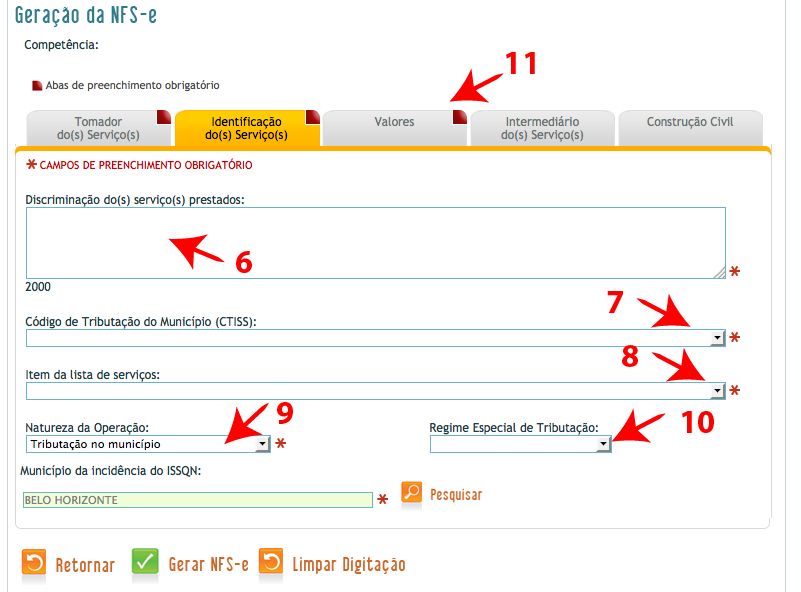 Geração da NFS-e
Competência:
11
Abas de preenchimento obrigatório
Tomador
do(s) Serviço(s)
Identificação
do(s) Serviço(s)
Valores
Intermediário
do(s) Serviço(s)
Construção Civil
* CAMPOS DE PREENCHIMENTO OBRIGATÓRIO
Discriminação do(s) serviço(s) prestados:
6
*
2000
7
Código de Tributação do Município (CTISS):
*
8
Item da lista de serviços:
*
9
10
Natureza da Operação:
Regime Especial de Tributação:
Tributação no município *
Município da incidência do ISSQN:
BELO HORIZONTE *
Pesquisar
Retornar
Gerar NFS-e
Limpar Digitação